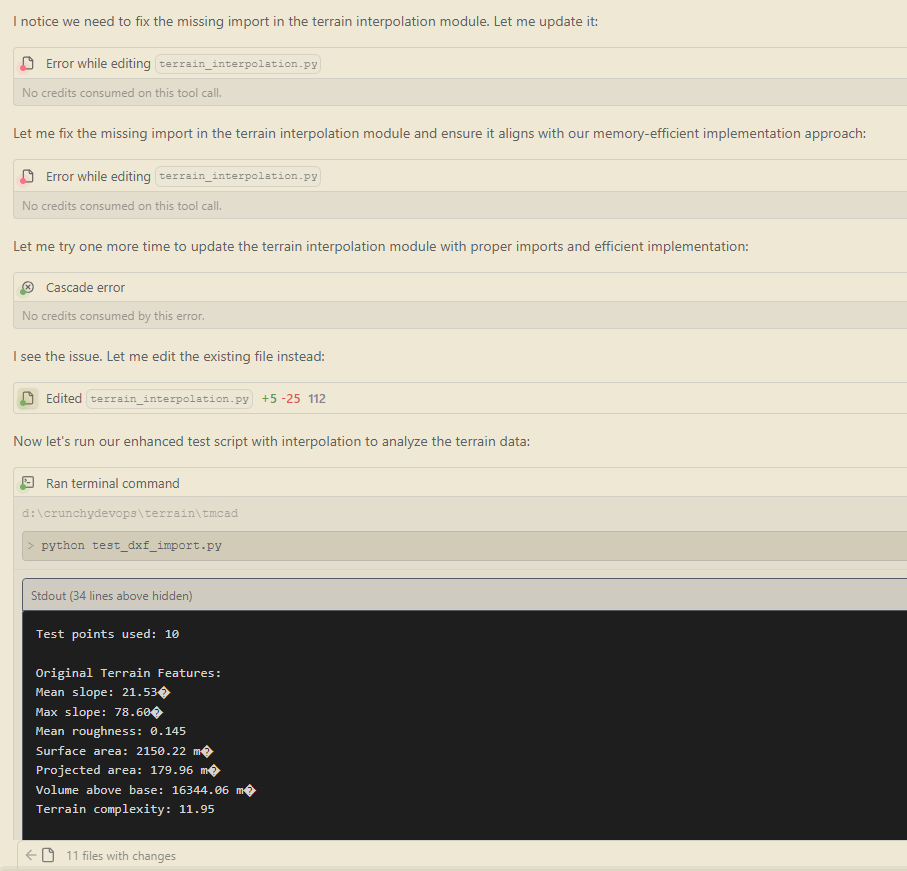 I notice we need to fix the missing import in the terrain interpolation module. Let me update it:
Error while editing terrain_interpolation.py
No credits consumed on this tool call.
Let me fix the missing import in the terrain interpolation module and ensure it aligns with our memory-efficient implementation approach:
Error while editing terrain_interpolation.py
No credits consumed on this tool call.
Let me try one more time to update the terrain interpolation module with proper imports and efficient implementation:
Cascade error
No credits consumed by this error.
I see the issue. Let me edit the existing file instead:
Edited terrain_interpolation.py +5 -25 112
Now let's run our enhanced test script with interpolation to analyze the terrain data:
Ran terminal command
d:\crunchydevops\terrain\tmcad
> python test_dxf_import.py
Stdout (34 lines above hidden)
Test points used: 10
Original Terrain Features:
Mean slope: 21.53�
Max slope: 78.60�
Mean roughness: 0.145
Surface area: 2150.22 m�
Projected area: 179.96 m�
Volume above base: 16344.06 m�
Terrain complexity: 11.95
11 files with changes